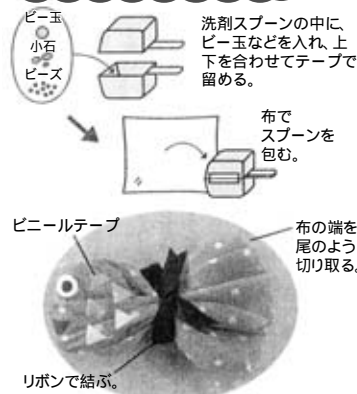 ビー玉
小石
ビーズ
洗剤スプーンの中に、
ビー玉などを入れ、上
下を合わせてテープで
留める。
布で
スプーンを
包む。
ビニールテープ
布の端を
尾のよう
切り取る。
リボンで結ぶ。